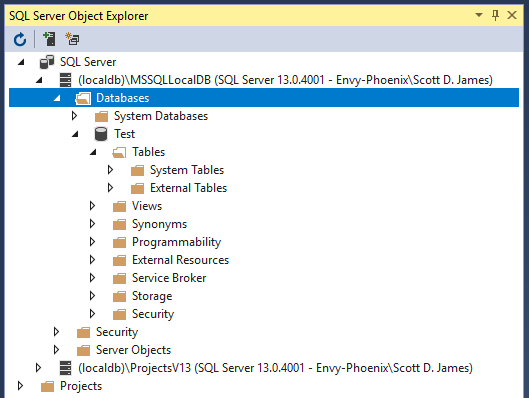 SQL Server Object Explorer
SQL Server
(localdb)\MSSQLLocalDB (SQL Server 13.0.4001 - Envy-Phoenix\Scott D. James)
Databases
System Databases
Test
Tables
System Tables
External Tables
Views
Synonyms
Programmability
External Resources
Service Broker
Storage
Security
Security
Server Objects
(localdb)\ProjectsV13 (SQL Server 13.0.4001 - Envy-Phoenix\Scott D. James)
Projects